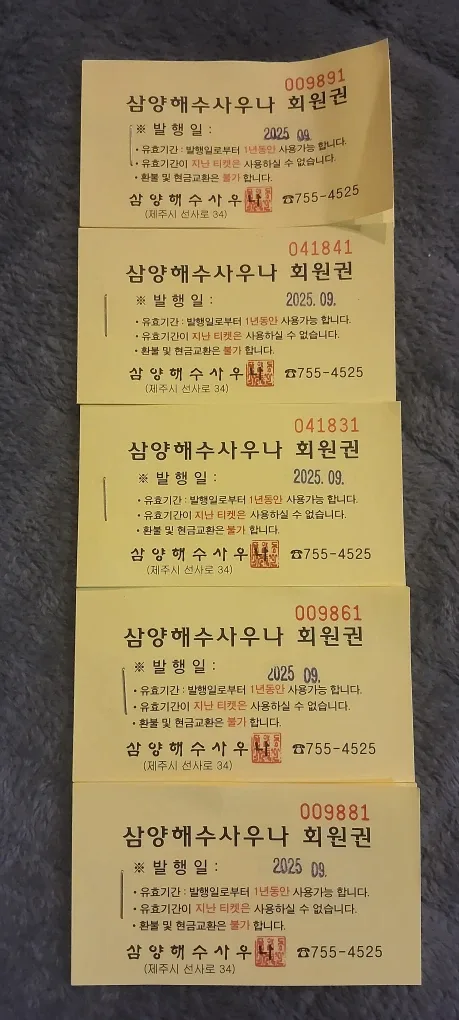 009891
삼양해수사우나 회원권
※ 발행일 : 2025 09.
• 유효기간 : 발행일로부터 1년동안 사용가능 합니다.
• 유효기간이 지난 티켓은 사용하실 수 없습니다.
• 환불 및 현금교환은 불가 합니다.
삼양해수사우나 ☎755-4525
(제주시 선사로 34)
041841
삼양해수사우나 회원권
※ 발행일 : 2025. 09.
• 유효기간 : 발행일로부터 1년동안 사용가능 합니다.
• 유효기간이 지난 티켓은 사용하실 수 없습니다.
• 환불 및 현금교환은 불가 합니다.
삼양해수사우나 ☎755-4525
(제주시 선사로 34)
041831
삼양해수사우나 회원권
※ 발행일 : 2025. 09.
• 유효기간 : 발행일로부터 1년동안 사용가능 합니다.
• 유효기간이 지난 티켓은 사용하실 수 없습니다.
• 환불 및 현금교환은 불가 합니다.
삼양해수사우나 ☎755-4525
(제주시 선사로 34)
009861
삼양해수사우나 회원권
※ 발행일 : 2025 09.
• 유효기간 : 발행일로부터 1년동안 사용가능 합니다.
• 유효기간이 지난 티켓은 사용하실 수 없습니다.
• 환불 및 현금교환은 불가 합니다.
삼양해수사우나 ☎755-4525
(제주시 선사로 34)
009881
삼양해수사우나 회원권
※ 발행일 : 2025 09.
• 유효기간 : 발행일로부터 1년동안 사용가능 합니다.
• 유효기간이 지난 티켓은 사용하실 수 없습니다.
• 환불 및 현금교환은 불가 합니다.
삼양해수사우나 ☎755-4525
(제주시 선사로 34)